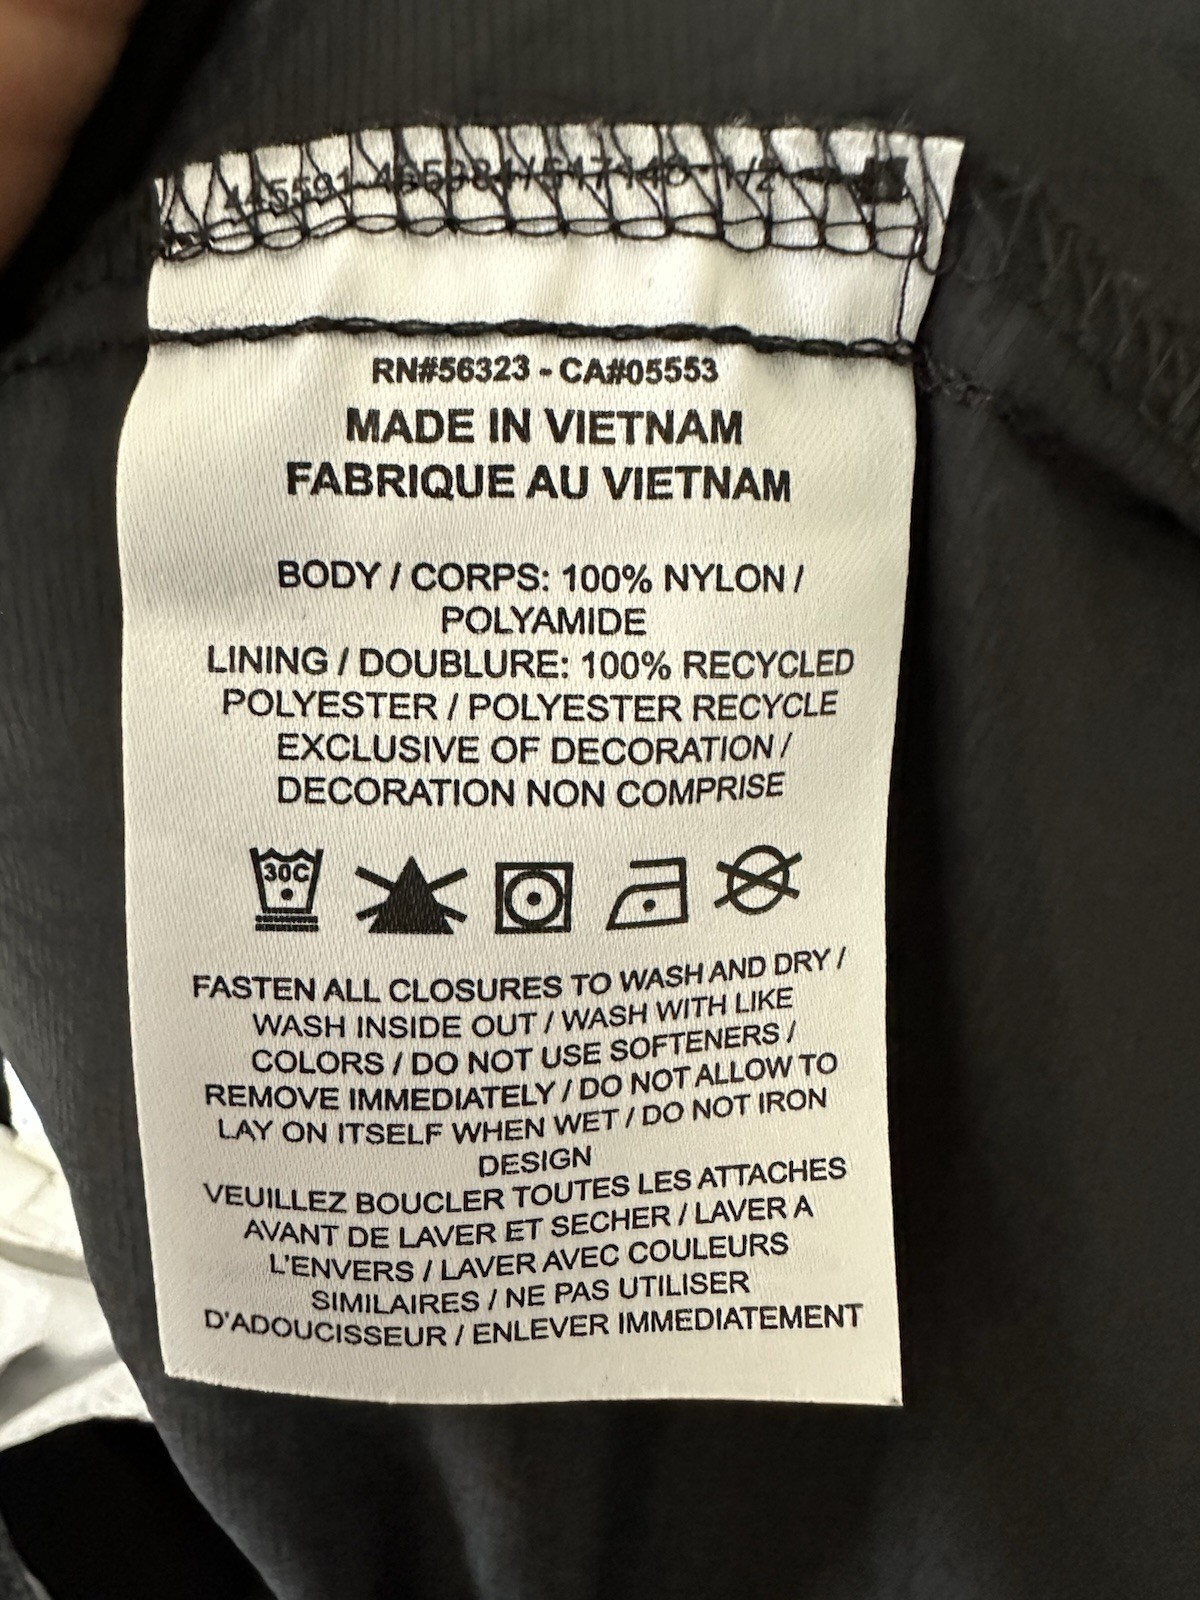 RN#56323 - CA#05553
MADE IN VIETNAM
FABRIQUE AU VIETNAM
BODY / CORPS: 100% NYLON /
POLYAMIDE
LINING / DOUBLURE: 100% RECYCLED
POLYESTER / POLYESTER RECYCLE
EXCLUSIVE OF DECORATION /
DECORATION NON COMPRISE
30C
FASTEN ALL CLOSURES TO WASH AND DRY /
WASH INSIDE OUT / WASH WITH LIKE
COLORS / DO NOT USE SOFTENERS /
REMOVE IMMEDIATELY / DO NOT ALLOW TO
LAY ON ITSELF WHEN WET / DO NOT IRON
DESIGN
VEUILLEZ BOUCLER TOUTES LES ATTACHES
AVANT DE LAVER ET SECHER / LAVER A
L'ENVERS / LAVER AVEC COULEURS
SIMILAIRES / NE PAS UTILISER
D'ADOUCISSEUR / ENLEVER IMMEDIATEMENT